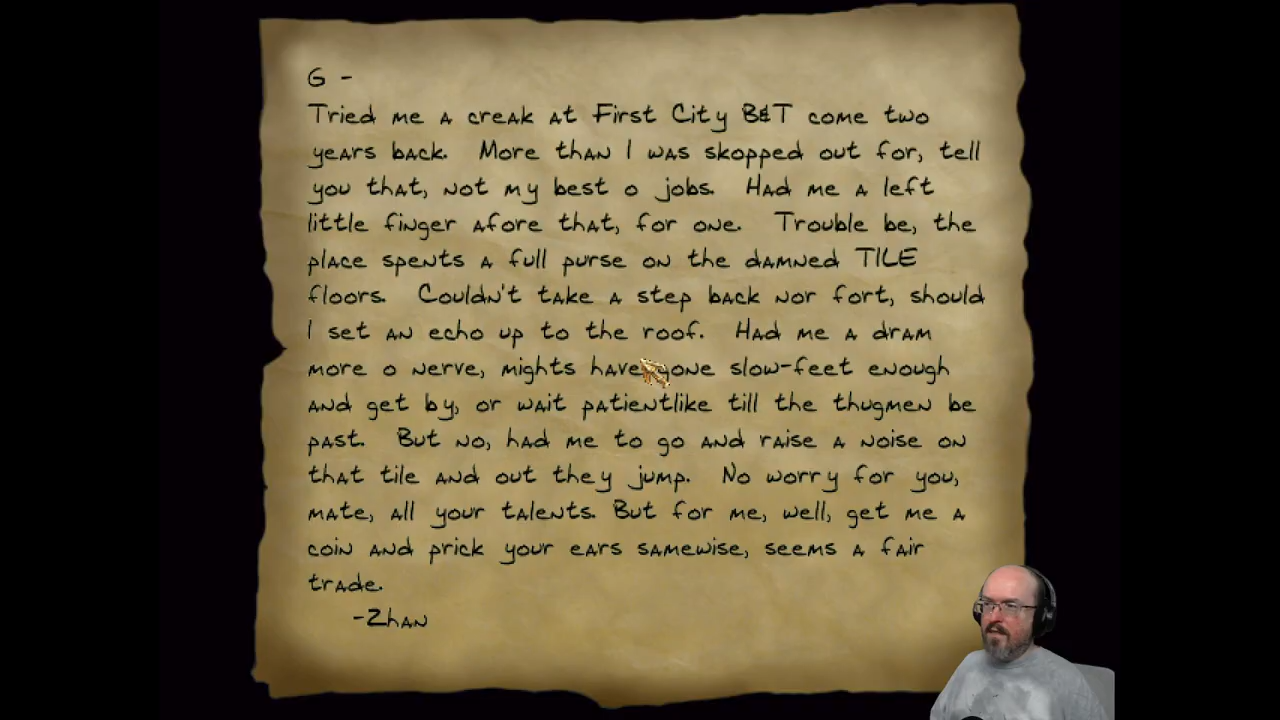 G -
Tried me a creak at First City B&T come two
years back. More than I was skopped out for, tell
you that, not my best o jobs. Had me a left
little finger afore that, for one. Trouble be, the
place spents a full purse on the damned TILE
floors. Couldn't take a step back nor fort, should
I set an echo up to the roof. Had me a dram
more o nerve, mights have gone slow-feet enough
and get by, or wait patientlike till the thugmen be
past. But no, had me to go and raise a noise on
that tile and out they jump. No worry for you,
mate, all your talents. But for me, well, get me a
coin and prick your ears samewise, seems a fair
trade.
-Zhan